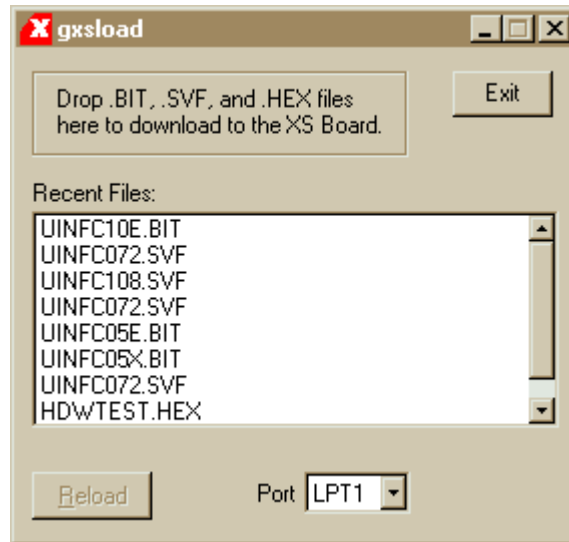 gxsload
Drop .BIT, .SVF, and .HEX files
here to download to the XS Board.
Exit
Recent Files:
UINFC10E.BIT
UINFC072.SVF
UINFC108.SVF
UINFC072.SVF
UINFC05E.BIT
UINFC05X.BIT
UINFC072.SVF
HDWTEST.HEX
Reload
Port LPT1